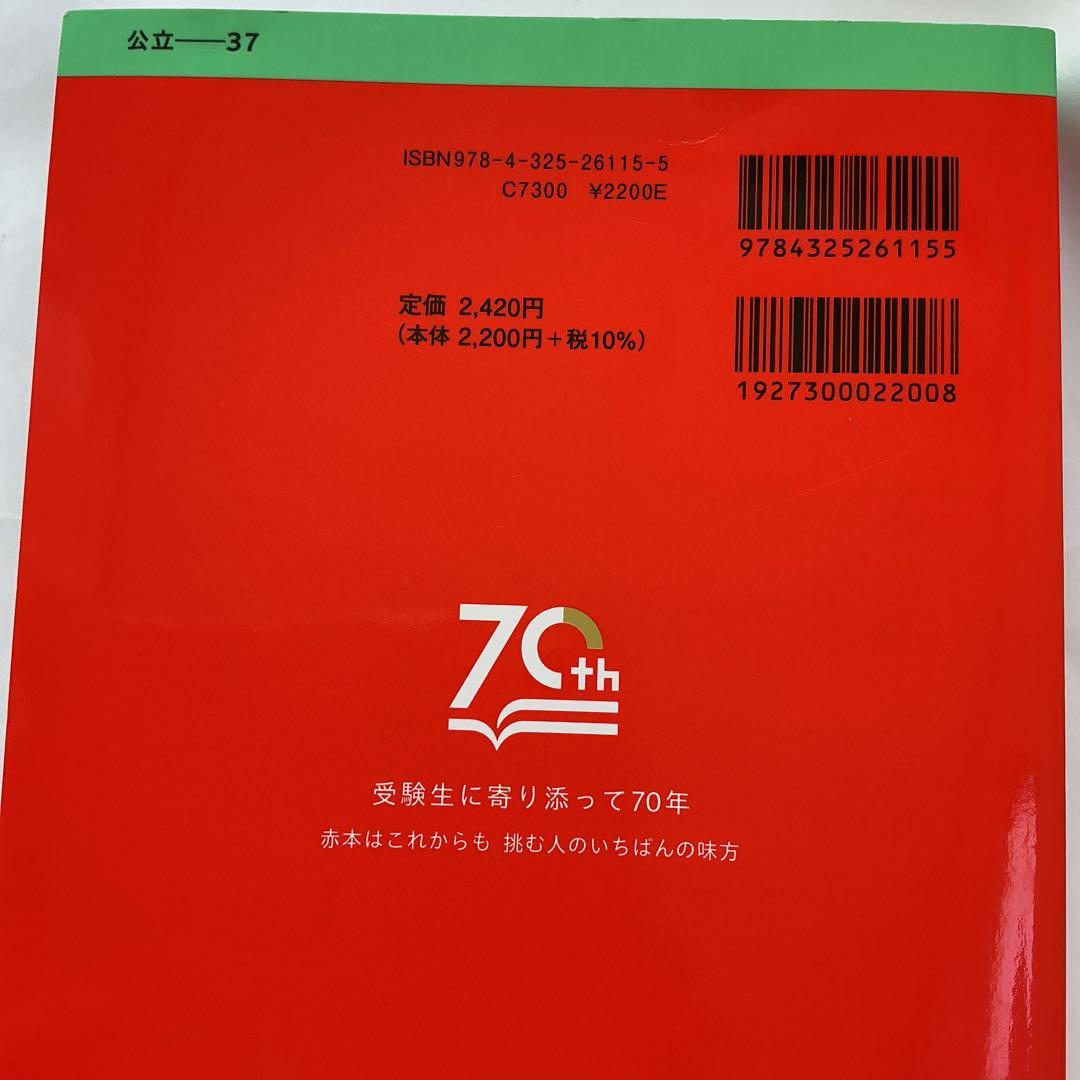 公立──37
ISBN978-4-325-26115-5
C7300 ¥2200E
9784325261155
定価 2,420円
(本体 2,200円+税10%)
1927300022008
70th
受験生に寄り添って70年
赤本はこれからも 挑む人のいちばんの味方